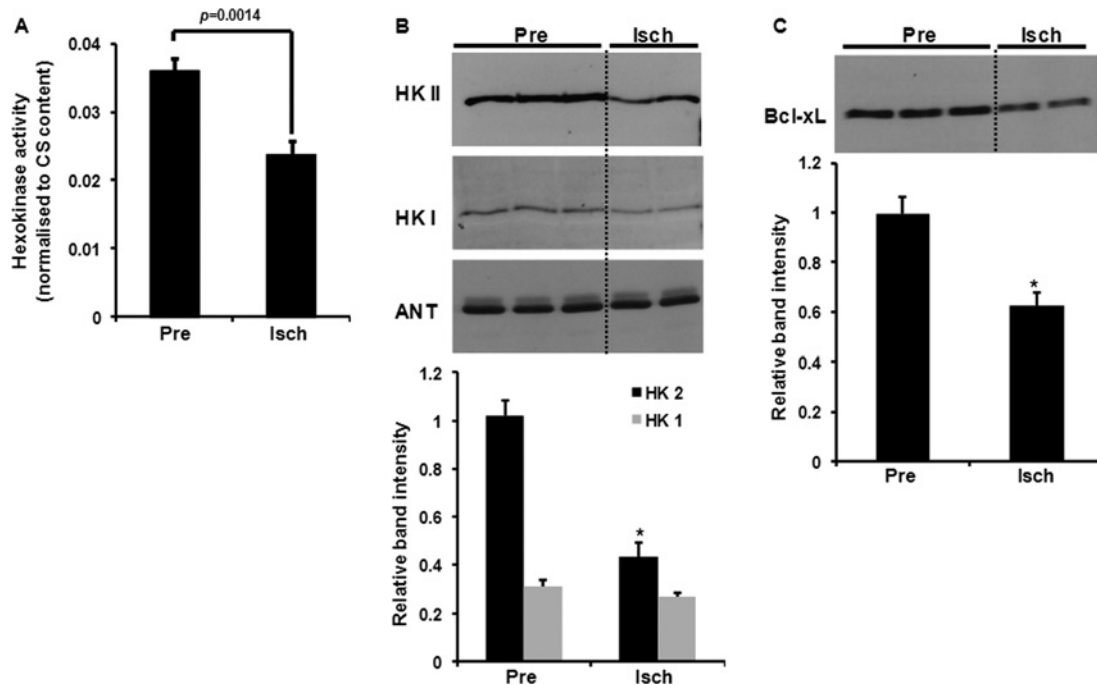 A
p=0.0014
Hexokinase activity
(normalised to CS content)
0.04
0.03
0.02
0.01
0
Pre
Isch
B
Pre
Isch
HK II
HK I
ANT
Relative band intensity
1.2
1
0.8
0.6
0.4
0.2
0
HK 2
HK 1
*
Pre
Isch
C
Pre
Isch
Bcl-xL
Relative band intensity
1.2
1
0.8
0.6
0.4
0.2
0
*
Pre
Isch